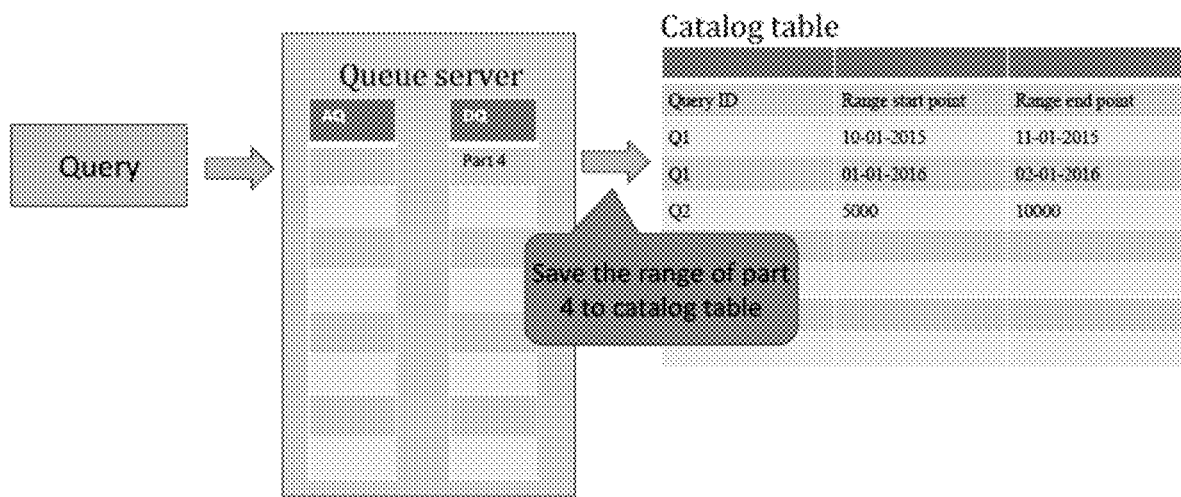 Catalog table
Queue server
AQ
DQ
Query
Part 4
Query ID Range start point Range end point
Q1 10-01-2015 11-01-2015
Q1 01-01-2016 02-01-2016
Q2 5000 10000
Save the range of part
4 to catalog table